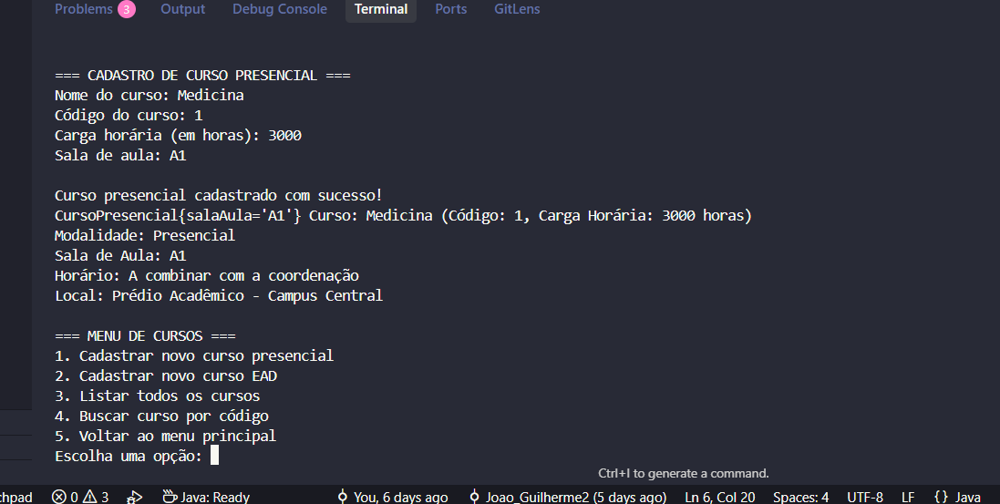 Problems 3 Output Debug Console Terminal Ports GitLens
=== CADASTRO DE CURSO PRESENCIAL ===
Nome do curso: Medicina
Código do curso: 1
Carga horária (em horas): 3000
Sala de aula: A1
Curso presencial cadastrado com sucesso!
CursoPresencial{salaAula='A1'} Curso: Medicina (Código: 1, Carga Horária: 3000 horas)
Modalidade: Presencial
Sala de Aula: A1
Horário: A combinar com a coordenação
Local: Prédio Acadêmico - Campus Central
=== MENU DE CURSOS ===
1. Cadastrar novo curso presencial
2. Cadastrar novo curso EAD
3. Listar todos os cursos
4. Buscar curso por código
5. Voltar ao menu principal
Escolha uma opção:
Ctrl+I to generate a command.
chpad 0 3 Java: Ready You, 6 days ago Joao_Guilherme2 (5 days ago) Ln 6, Col 20 Spaces: 4 UTF-8 LF {} Java